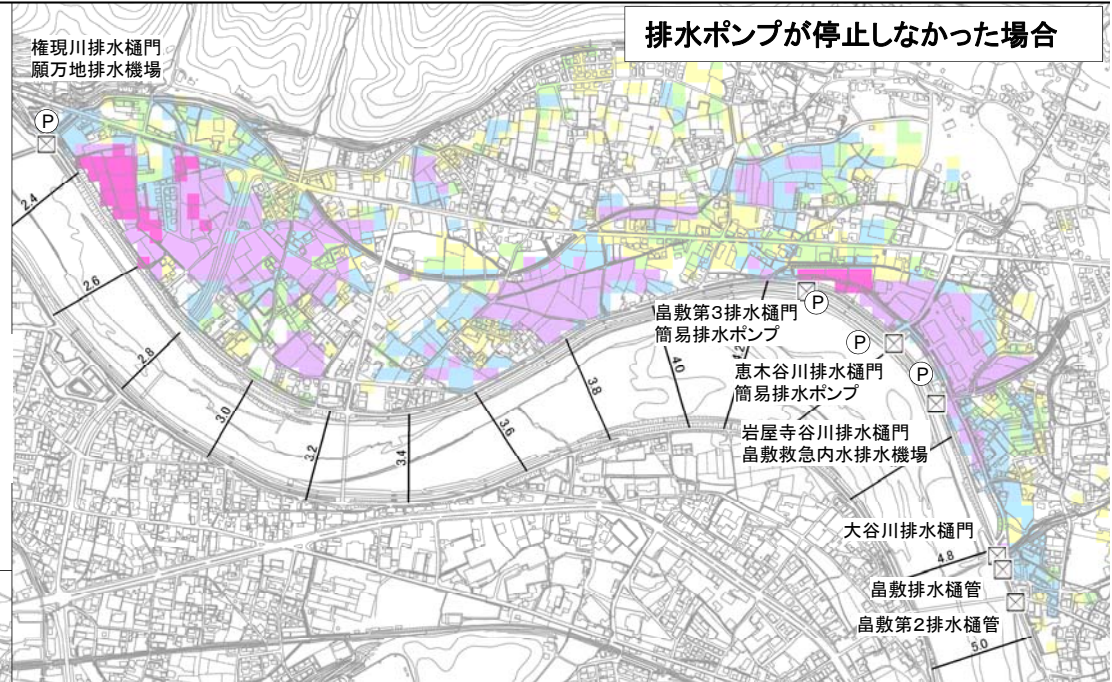 排水ポンプが停止しなかった場合
権現川排水樋門
願万地排水機場
P
2.4
2.6
2.8
3.0
3.2
3.4
3.6
3.8
4.0
畠敷第3排水樋門
簡易排水ポンプ
P
恵木谷川排水樋門
簡易排水ポンプ
P
岩屋寺谷川排水樋門
畠敷救急内水排水機場
P
大谷川排水樋門
4.8
畠敷排水樋管
畠敷第2排水樋管
5.0